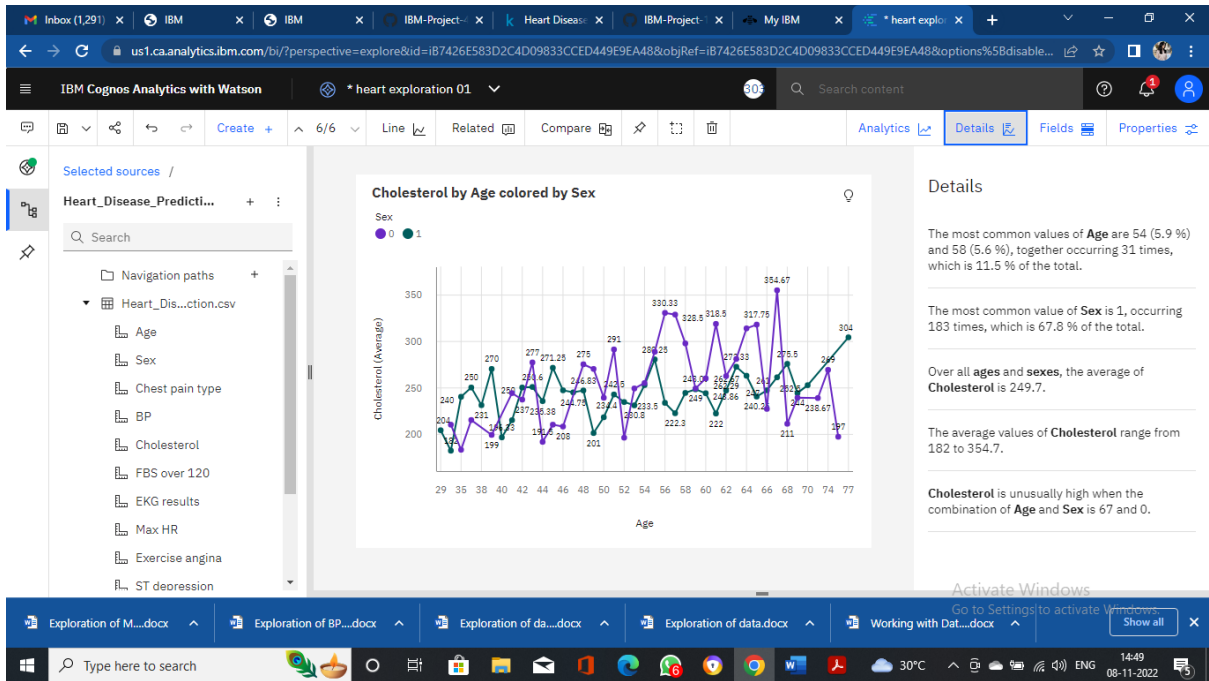 Inbox (1,291)
IBM
IBM
IBM-Project-
Heart Disease
IBM-Project-
My IBM
* heart explor
us1.ca.analytics.ibm.com/bi/?perspective=explore&id=iB7426E583D2C4D09833CCED449E9EA48&objRef=iB7426E583D2C4D09833CCED449E9EA48&options%5Bdisable...
IBM Cognos Analytics with Watson
* heart exploration 01
303
Search content
1
Create +
6/6
Line
Related
Compare
Analytics
Details
Fields
Properties
Selected sources /
Heart_Disease_Predicti...
Search
Navigation paths
Heart_Dis...ction.csv
Age
Sex
Chest pain type
BP
Cholesterol
FBS over 120
EKG results
Max HR
Exercise angina
ST depression
Cholesterol by Age colored by Sex
Sex
0 1
Cholesterol (Average)
350
300
250
200
354.67
330.33
328.5
318.5
317.75
304
291
277
271.25
275
270
275.5
250
246.83
240
204
231
199
208
201
233.5
222.3
249
222
211
238.67
197
29 35 38 40 42 44 46 48 50 52 54 56 58 60 62 64 66 68 70 74 77
Age
Details
The most common values of Age are 54 (5.9 %)
and 58 (5.6 %), together occurring 31 times,
which is 11.5 % of the total.
The most common value of Sex is 1, occurring
183 times, which is 67.8 % of the total.
Over all ages and sexes, the average of
Cholesterol is 249.7.
The average values of Cholesterol range from
182 to 354.7.
Cholesterol is unusually high when the
combination of Age and Sex is 67 and 0.
Activate Windows
Go to Settings to activate Windows.
Exploration of M....docx
Exploration of BP....docx
Exploration of da....docx
Exploration of data.docx
Working with Dat....docx
Show all
Type here to search
6
30°C
ENG
14:49
08-11-2022
5